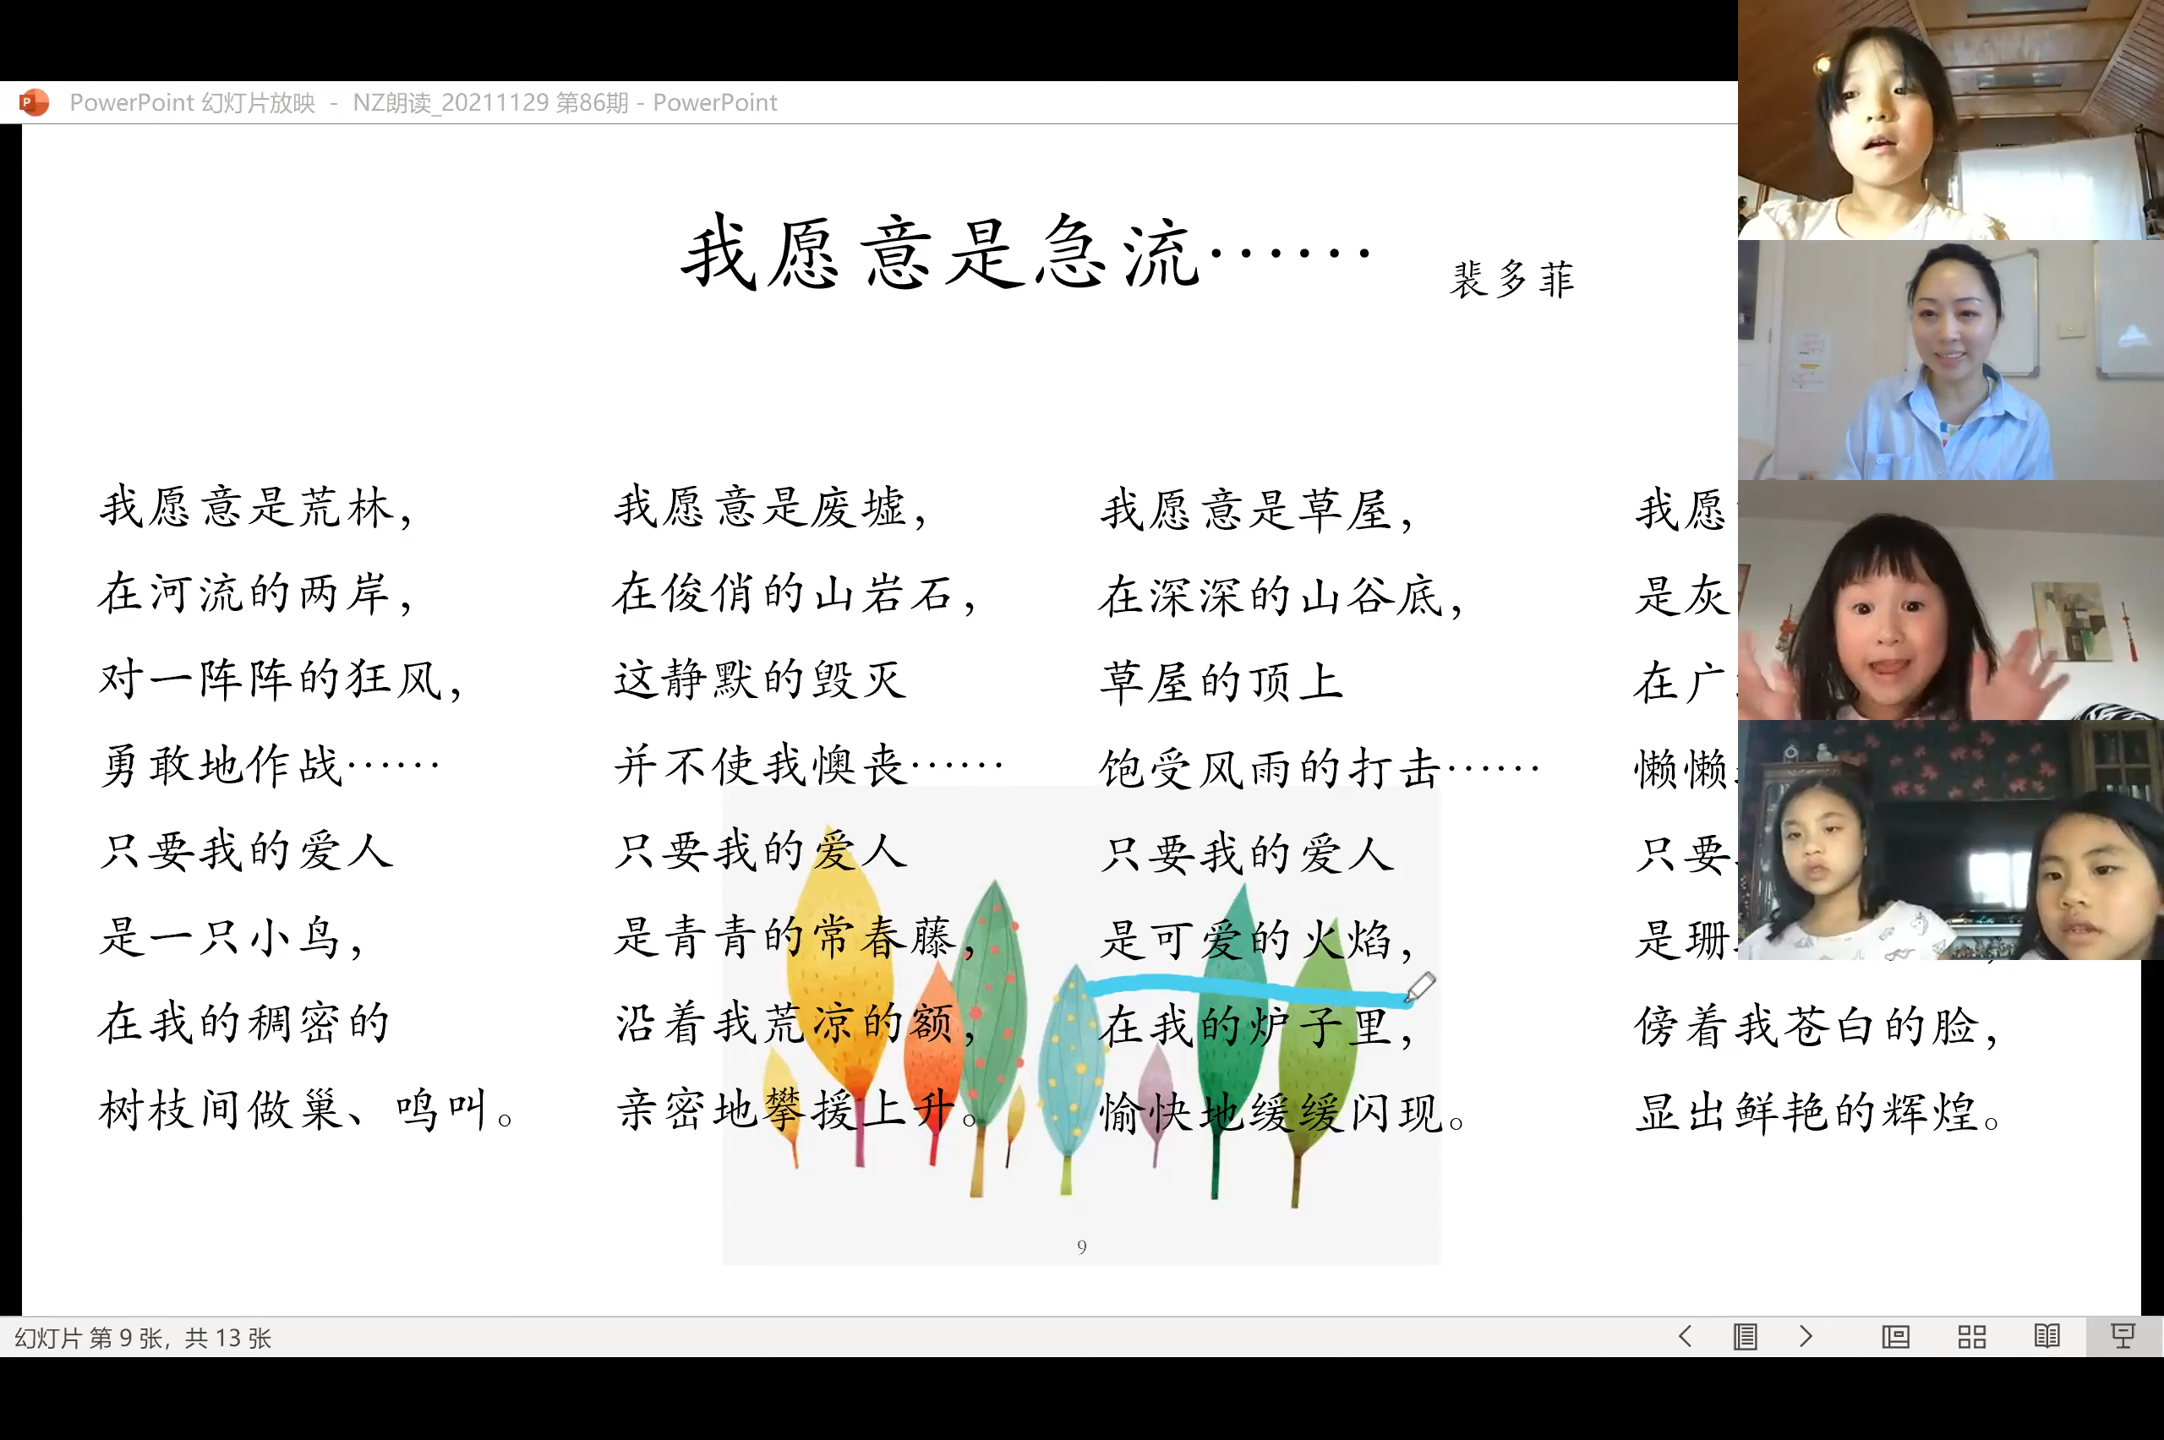 PowerPoint 幻灯片放映 - NZ朗读_20211129 第86期 - PowerPoint
我愿意是急流……
裴多菲
我愿意是荒林，
在河流的两岸，
对一阵阵的狂风，
勇敢地作战……
只要我的爱人
是一只小鸟，
在我的稠密的
树枝间做巢、鸣叫。
我愿意是废墟，
在俊俏的山岩石，
这静默的毁灭
并不使我懊丧……
只要我的爱人
是青青的常春藤，
沿着我荒凉的额，
亲密地攀援上升。
我愿意是草屋，
在深深的山谷底，
草屋的顶上
饱受风雨的打击……
只要我的爱人
是可爱的火焰，
在我的炉子里，
愉快地缓缓闪现。
我愿
是灰
在广
懒懒
只要
是珊
傍着我苍白的脸，
显出鲜艳的辉煌。
9
幻灯片 第 9 张，共 13 张